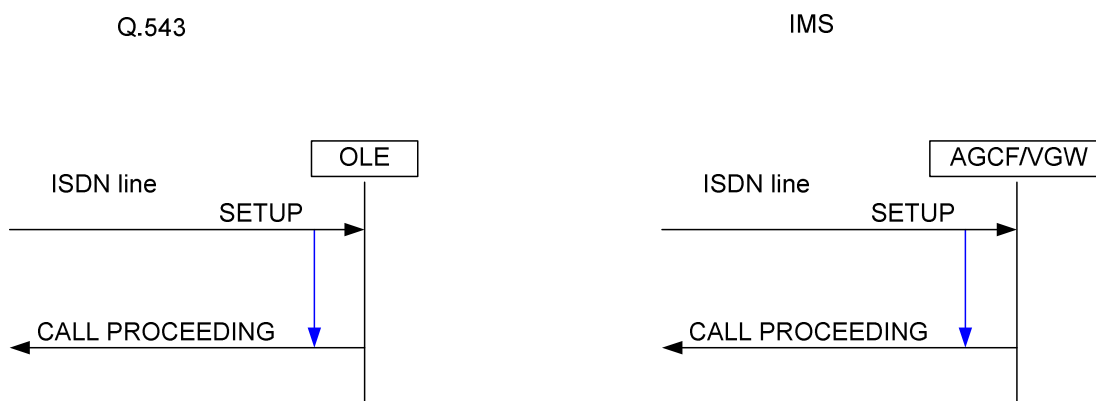 Q.543
IMS
OLE
AGCF/VGW
ISDN line
ISDN line
SETUP
SETUP
CALL PROCEEDING
CALL PROCEEDING